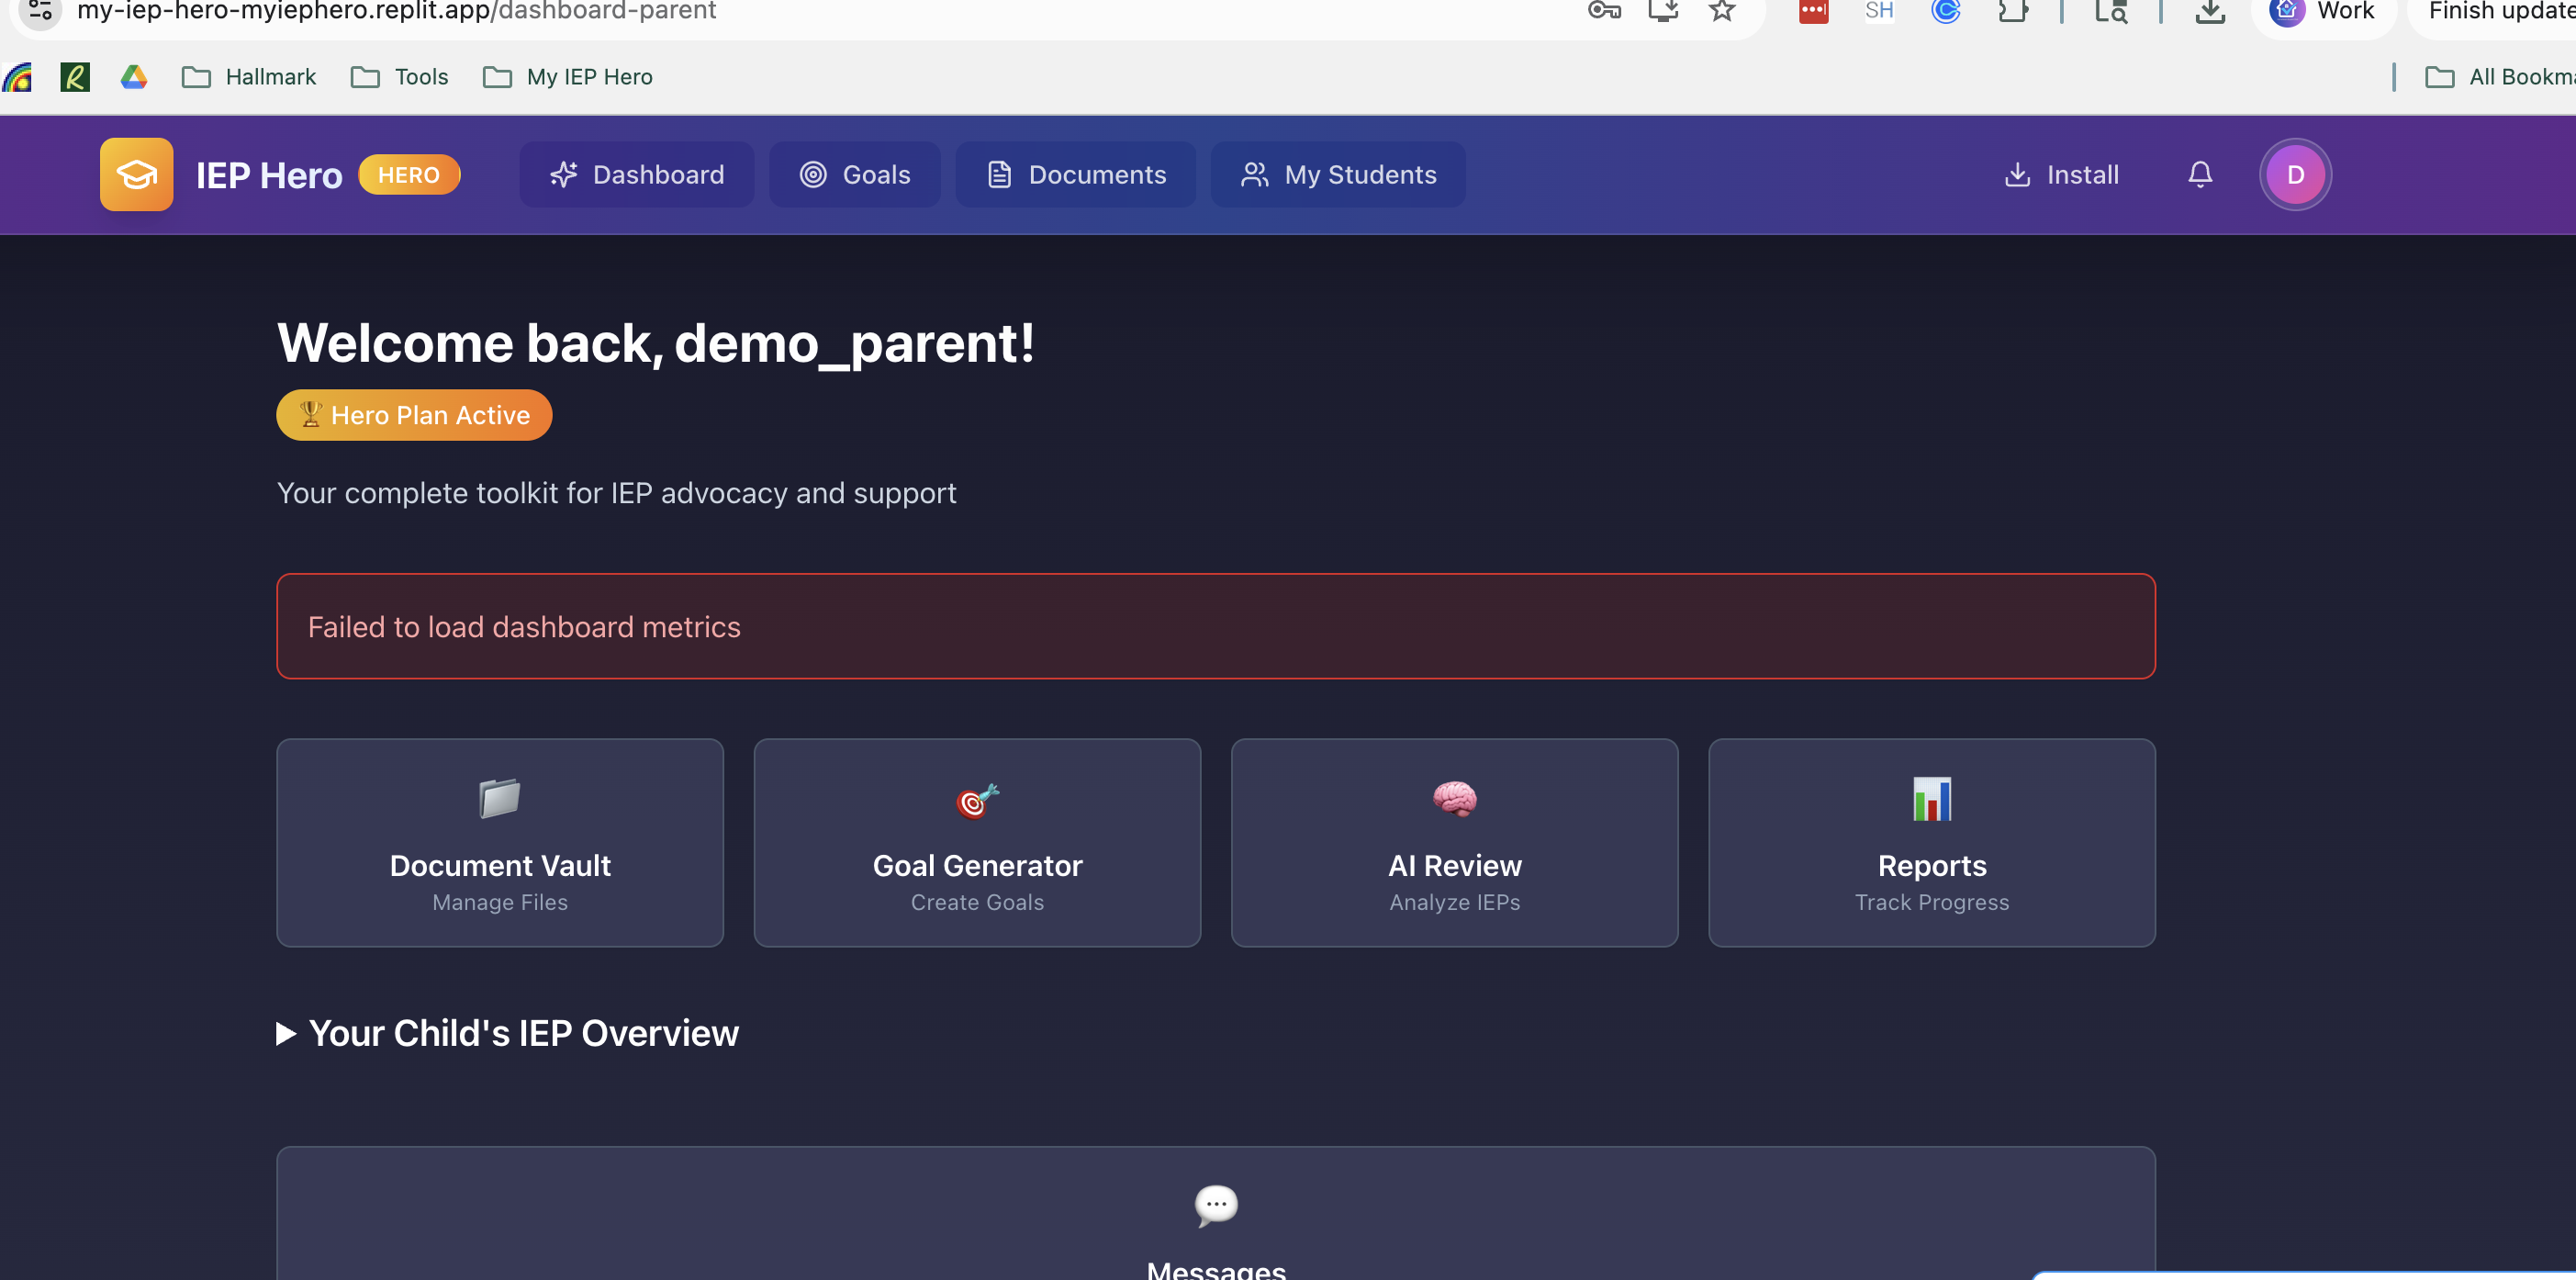 my-iep-hero-myiephero.replit.app/dashboard-parent
SH
Work
Finish update
R
Hallmark
Tools
My IEP Hero
All Bookma
IEP Hero
HERO
Dashboard
Goals
Documents
My Students
Install
D
Welcome back, demo_parent!
Hero Plan Active
Your complete toolkit for IEP advocacy and support
Failed to load dashboard metrics
Document Vault
Manage Files
Goal Generator
Create Goals
AI Review
Analyze IEPs
Reports
Track Progress
Your Child's IEP Overview
Messages